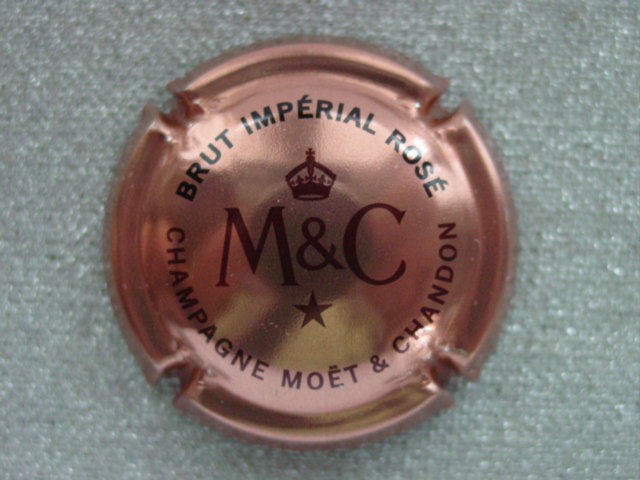 BRUT IMPÉRIAL ROSÉ
M&C
CHAMPAGNE MOËT & CHANDON